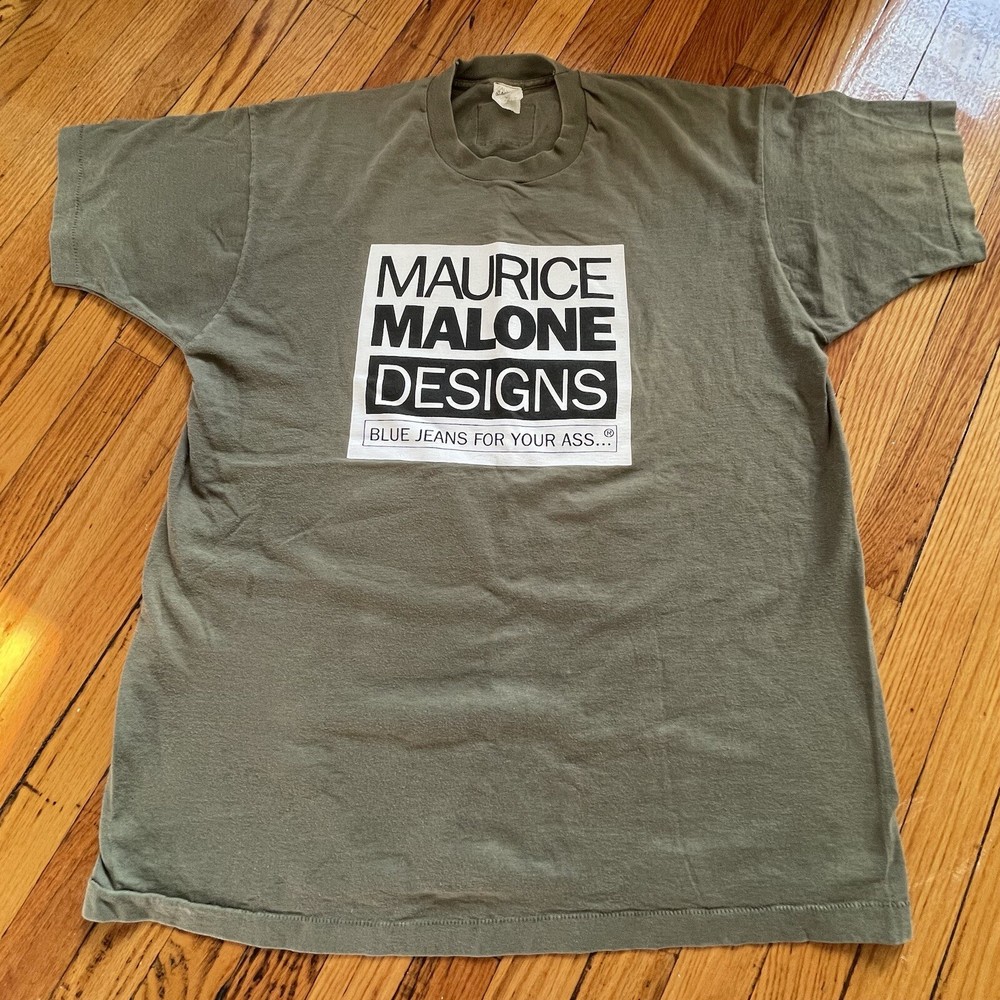 MAURICE
MALONE
DESIGNS
BLUE JEANS FOR YOUR ASS...®